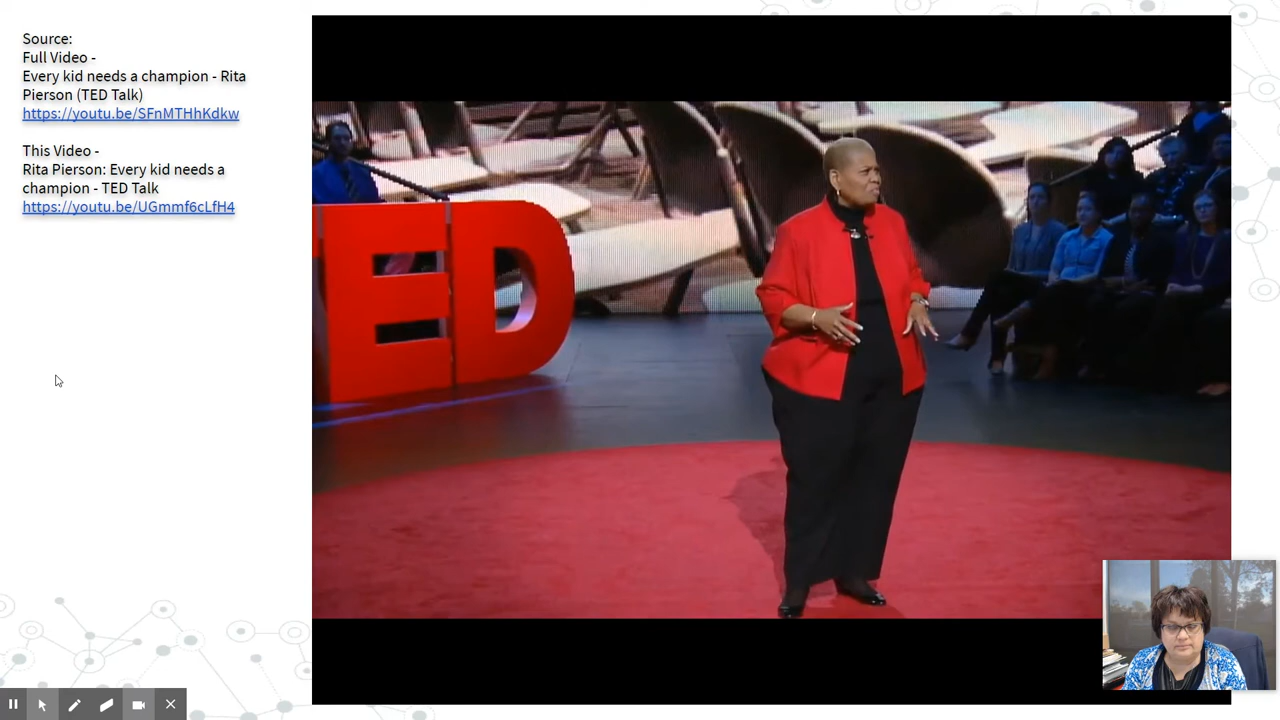 Source:
Full Video -
Every kid needs a champion - Rita
Pierson (TED Talk)
https://youtu.be/SFnMTHhKdkw
This Video -
Rita Pierson: Every kid needs a
champion - TED Talk
https://youtu.be/UGmmf6cLfH4
TED